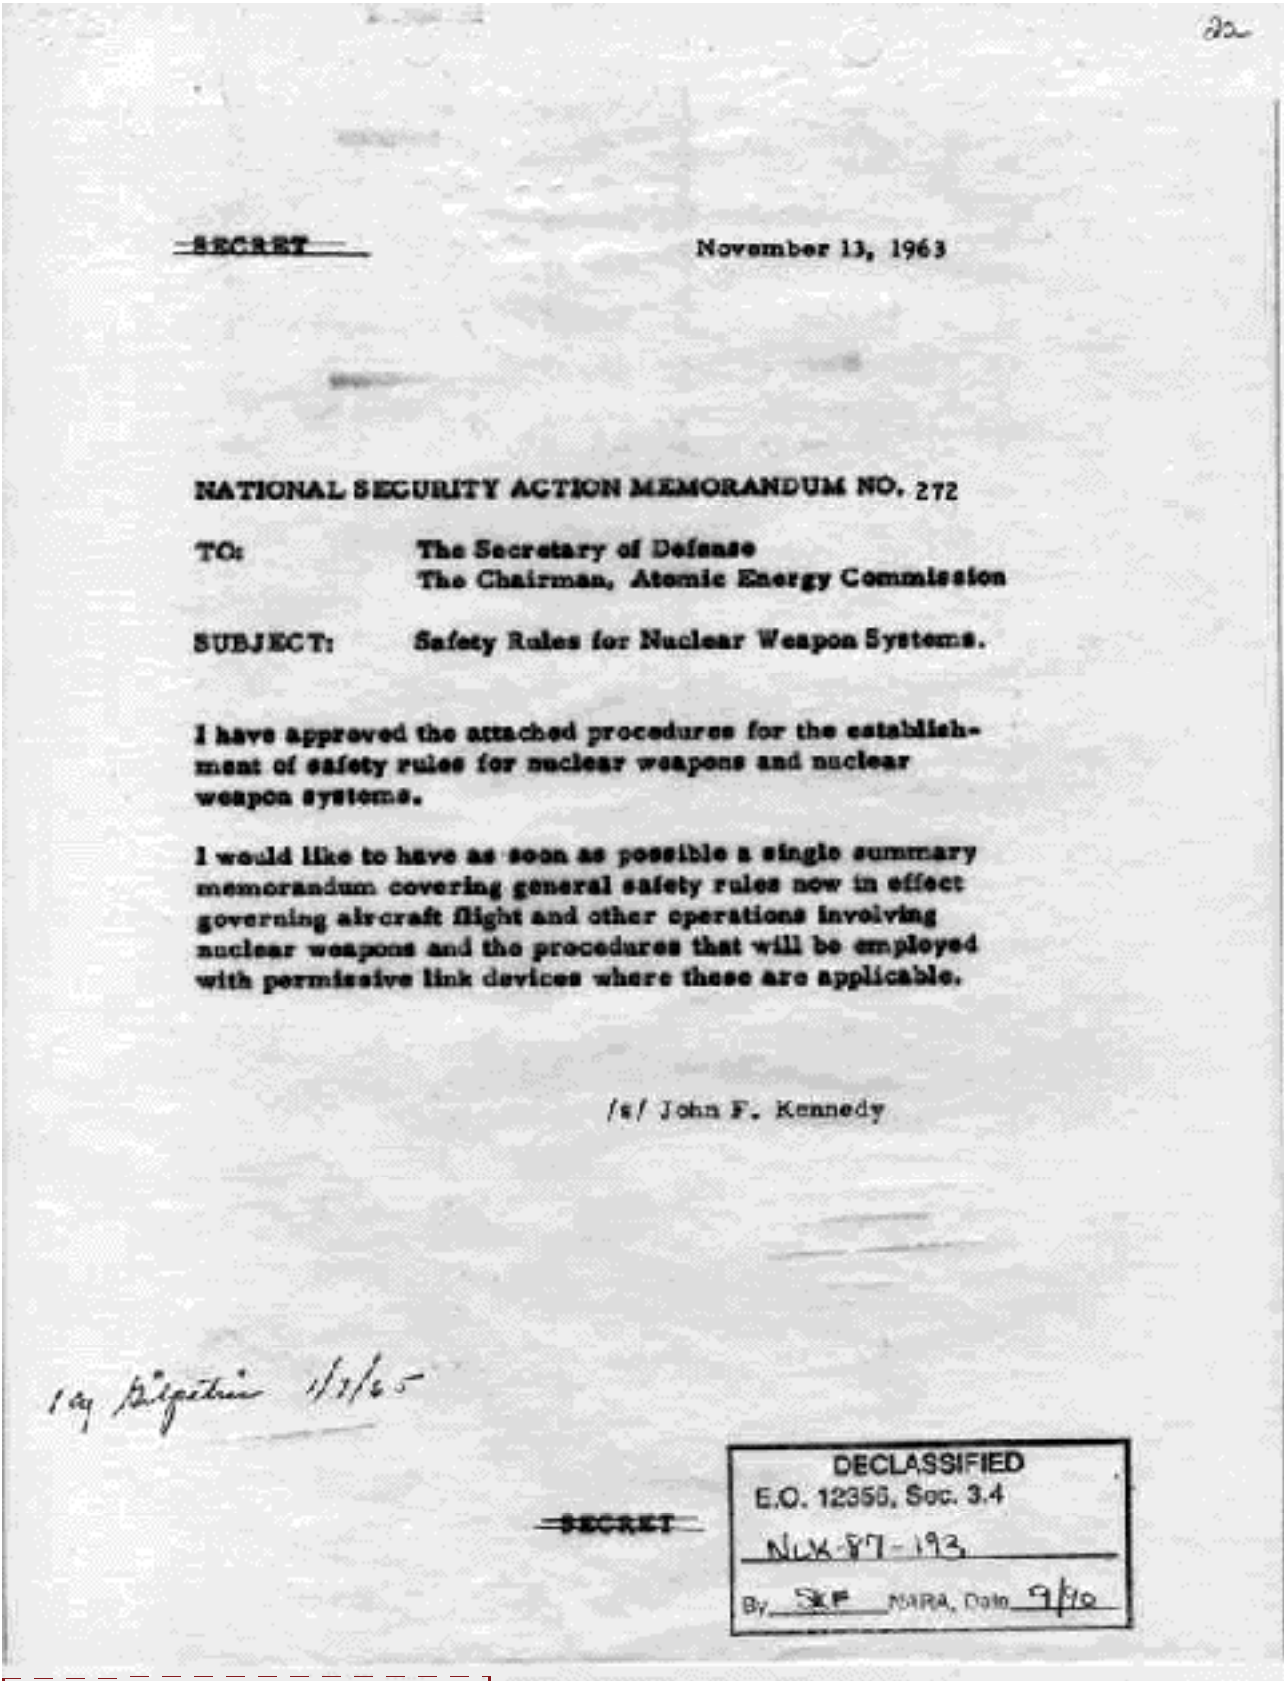 22
SECRET
November 13, 1963
NATIONAL SECURITY ACTION MEMORANDUM NO. 272
TO: The Secretary of Defense
The Chairman, Atomic Energy Commission
SUBJECT: Safety Rules for Nuclear Weapon Systems.
I have approved the attached procedures for the establish-
ment of safety rules for nuclear weapons and nuclear
weapon systems.
I would like to have as soon as possible a single summary
memorandum covering general safety rules now in effect
governing aircraft flight and other operations involving
nuclear weapons and the procedures that will be employed
with permissive link devices where these are applicable.
/s/ John F. Kennedy
1 cy Gilpatric
SECRET
DECLASSIFIED
E.O. 12356, Sec. 3.4
NLK-87-193
By SKF NARA, Date 9/90